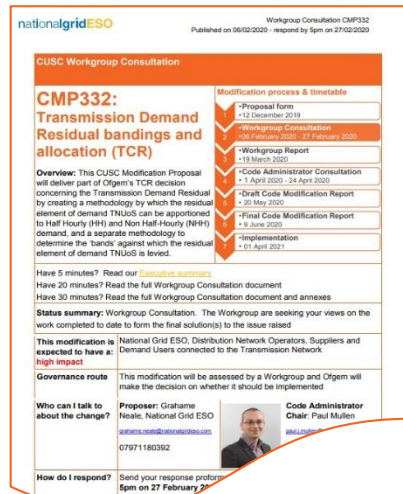 nationalgridESO
Workgroup Consultation CMP332
Published on 06/02/2020 - respond by 5pm on 27/02/2020
CUSC Workgroup Consultation
CMP332:
Transmission Demand
Residual bandings and
allocation (TCR)
Overview: This CUSC
Modification Proposal
will deliver part of Ofgem's TCR decision
concerning the Transmission Demand Residual
by creating a methodology by which the residual
element of demand TNUoS can be apportioned
to Half Hourly (HH) and Non Half-Hourly (NHH)
demand, and a separate methodology to
determine the 'bands' against which the residual
element of TNUoS is levied.
Modification process & timetable
1
•Proposal form
•12 December 2019
2
•Workgroup Consultation
•06 February 2020 - 27 February 2020
3
•Workgroup Report
•19 March 2020
4
•Code Administrator Consultation
•1 April 2020 - 24 April 2020
5
•Draft Code Modification Report
•20 May 2020
6
•Final Code Modification Report
•9 June 2020
7
•Implementation
•01 April 2021
Have 5 minutes? Read our Executive summary
Have 20 minutes? Read the full Workgroup Consultation document
Have 30 minutes? Read the full Workgroup Consultation document and annexes
Status summary: Workgroup Consultation. The Workgroup are seeking your views on the
work completed to date to form the final solution(s) to the issue raised
This modification is
expected to have a:
high impact
National Grid ESO, Distribution Network Operators, Suppliers and
Demand Users connected to the Transmission Network
Governance route
This modification will be assessed by a Workgroup and Ofgem will
make the decision on whether it should be implemented
Who can I talk to
about the change?
Proposer: Grahame
Neale, National Grid ESO
grahame.neale@nationalgrideso.com
07971180392
Code Administrator
Chair: Paul Mullen
How do I respond?
Send your response
5pm on 27 February